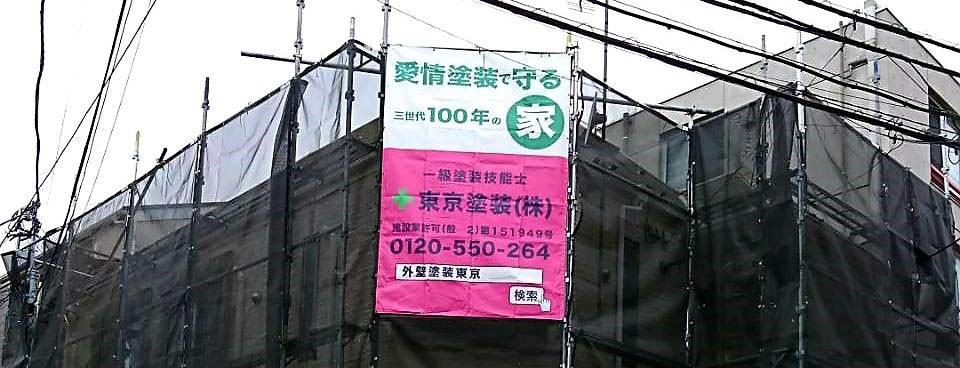 愛情塗装で守る
三世代100年の家
一級塗装技能士
東京塗装(株)
建設業許可(般 2)第151949号
0120-550-264
外壁塗装東京
検索